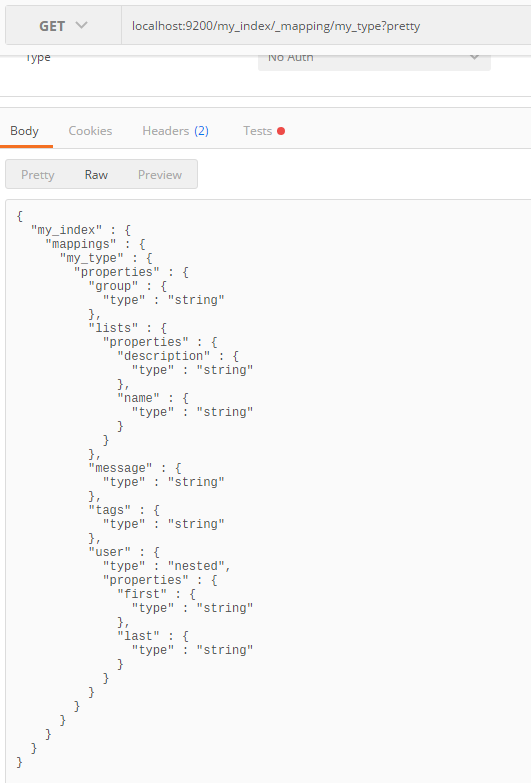 GET localhost:9200/my_index/_mapping/my_type?pretty
Type No Auth
Body Cookies Headers (2) Tests
Pretty Raw Preview
{
  "my_index" : {
    "mappings" : {
      "my_type" : {
        "properties" : {
          "group" : {
            "type" : "string"
          },
          "lists" : {
            "properties" : {
              "description" : {
                "type" : "string"
              },
              "name" : {
                "type" : "string"
              }
            }
          },
          "message" : {
            "type" : "string"
          },
          "tags" : {
            "type" : "string"
          },
          "user" : {
            "type" : "nested",
            "properties" : {
              "first" : {
                "type" : "string"
              },
              "last" : {
                "type" : "string"
              }
            }
          }
        }
      }
    }
  }
}